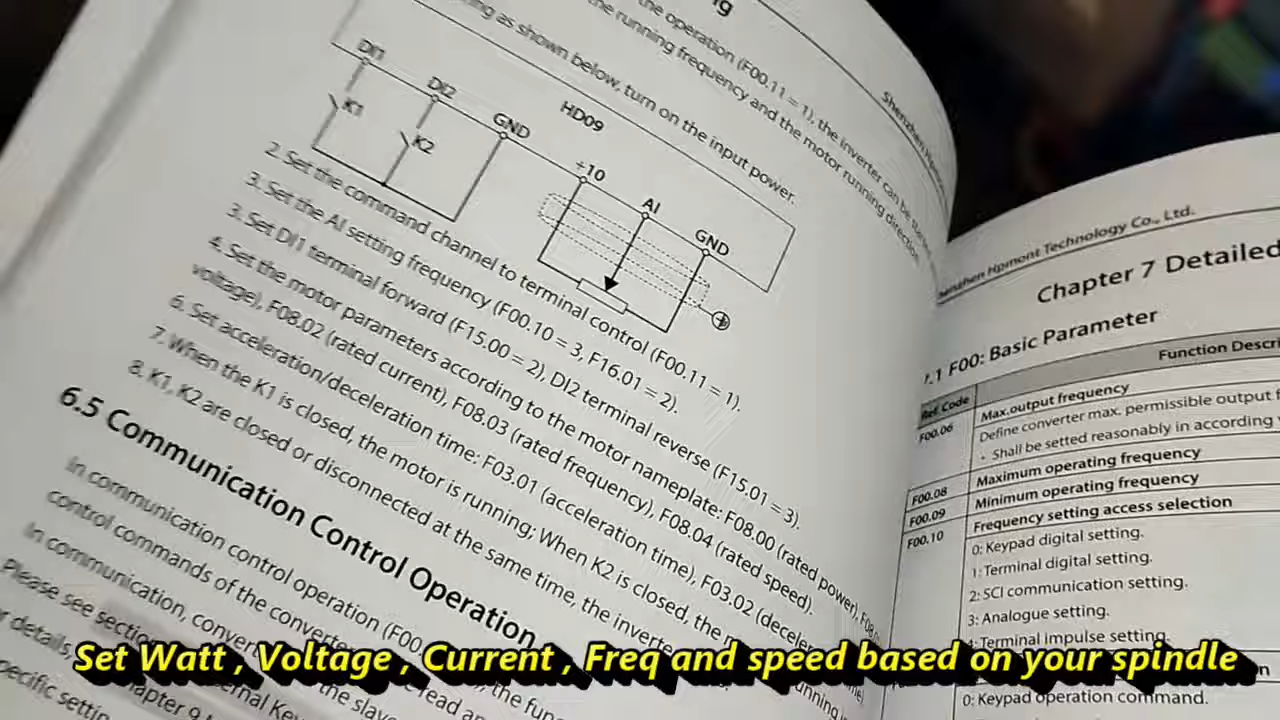 ng
the operation (F00.11 = 1), the inverter can be
the running frequency and the motor running direction.
ing as shown below, turn on the input power.
HD09
DI1
DI2
GND
+10
AI
GND
K1
K2
2. Set the command channel to terminal control (F00.11 = 1).
3. Set the AI setting frequency (F00.10 = 3, F16.01 = 2).
3. Set DI1 terminal forward (F15.00 = 2), DI2 terminal reverse (F15.01 = 3).
4. Set the motor parameters according to the motor nameplate: F08.00 (rated power),
voltage), F08.02 (rated current), F08.03 (rated frequency), F08.04 (rated speed).
6. Set acceleration/deceleration time: F03.01 (acceleration time), F03.02
7. When the K1 is closed, the motor is running; When K2 is closed, the
8. K1, K2 are closed or disconnected at the same time, the
6.5 Communication Control Operation
In communication control operation
control commands of the converter
In communication,
Please see section
Shenzhen Hpmont
Shenzhen Hpmont Technology Co., Ltd.
Chapter 7 Detailed
7.1 F00: Basic Parameter
Ref. Code
Function
F00.06
Max.output frequency
Define converter max. permissible output
• Shall be setted reasonably in according
F00.08
Maximum operating frequency
F00.09
Minimum operating frequency
F00.10
Frequency setting access selection
0: Keypad digital setting.
1: Terminal digital setting.
2: SCI communication setting.
3: Analogue setting.
4: Terminal impulse setting.
0: Keypad operation command.
Set Watt , Voltage , Current , Freq and speed based on your spindle